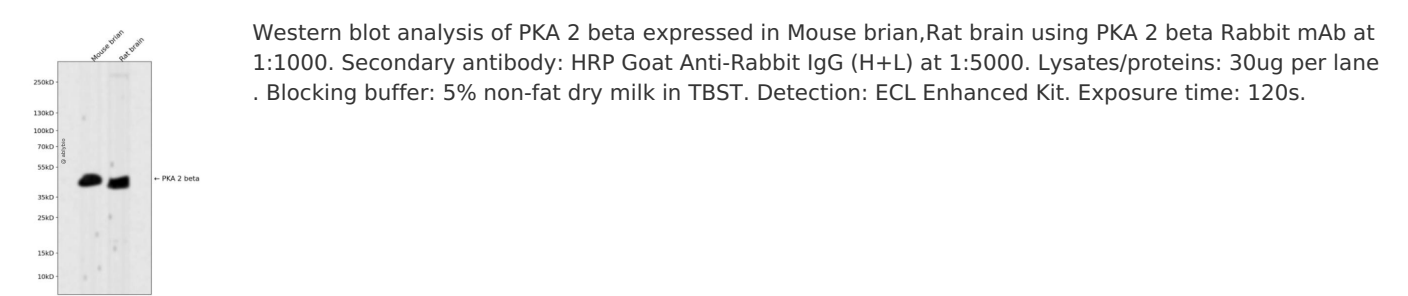 Mouse brian
Rat brain
250kD
130kD
100kD
70kD
55kD
35kD
25kD
15kD
10kD
@ ablybio
← PKA 2 beta
Western blot analysis of PKA 2 beta expressed in Mouse brian,Rat brain using PKA 2 beta Rabbit mAb at
1:1000. Secondary antibody: HRP Goat Anti-Rabbit IgG (H+L) at 1:5000. Lysates/proteins: 30ug per lane
. Blocking buffer: 5% non-fat dry milk in TBST. Detection: ECL Enhanced Kit. Exposure time: 120s.